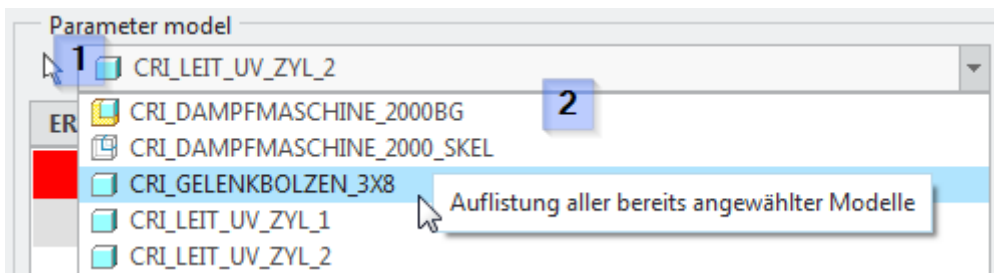 Parameter model
1 CRI_LEIT_UV_ZYL_2
2
ER
CRI_DAMPFMASCHINE_2000BG
CRI_DAMPFMASCHINE_2000_SKEL
CRI_GELENKBOLZEN_3X8
Auflistung aller bereits angewählter Modelle
CRI_LEIT_UV_ZYL_1
CRI_LEIT_UV_ZYL_2